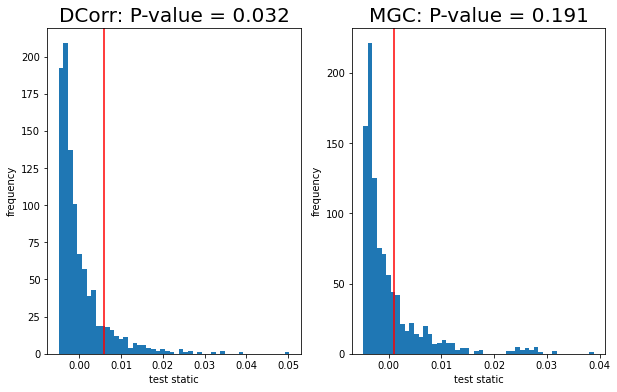 DCorr: P-value = 0.032
200
175
150
125
100
75
50
25
0
frequency
0.00 0.01 0.02 0.03 0.04 0.05
test static
MGC: P-value = 0.191
200
150
100
50
0
frequency
0.00 0.01 0.02 0.03 0.04
test static